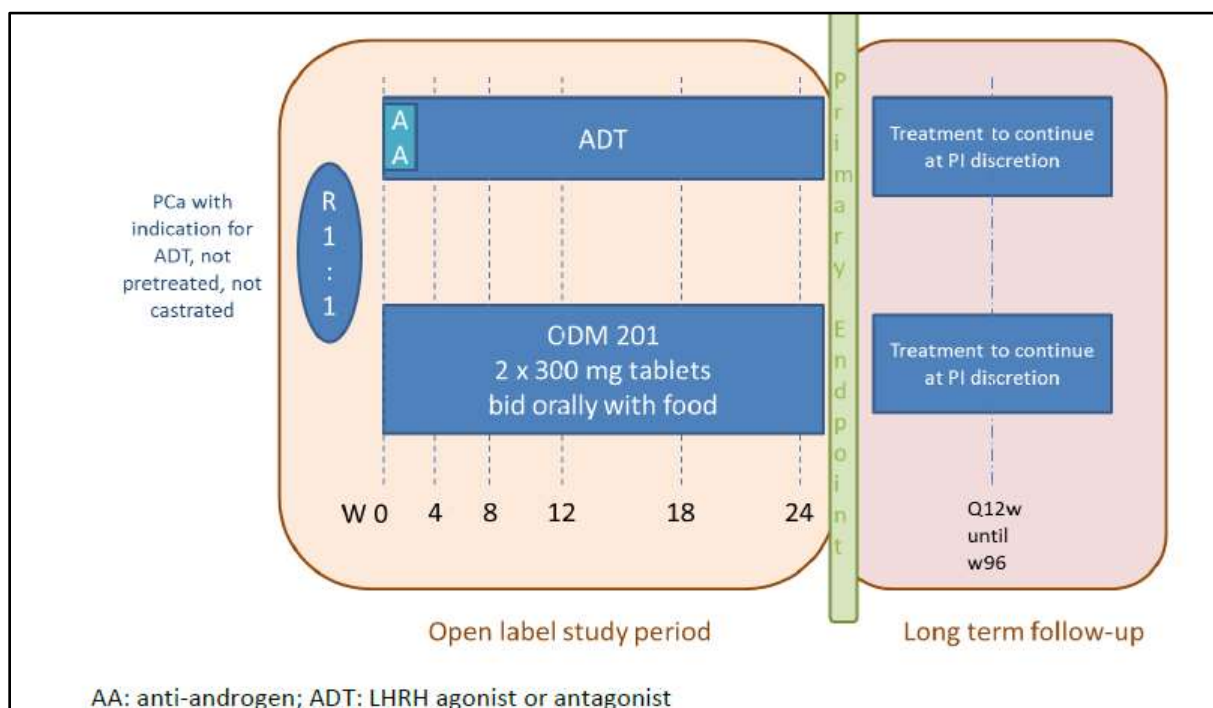 PCa with
indication for
ADT, not
pretreated, not
castrated
R
1
:
1
A
A
ADT
ODM 201
2 x 300 mg tablets
bid orally with food
W 0 4 8 12 18 24
Primary Endpoint
Treatment to continue
at PI discretion
Treatment to continue
at PI discretion
Q12w
until
w96
Open label study period
Long term follow-up
AA: anti-androgen; ADT: LHRH agonist or antagonist